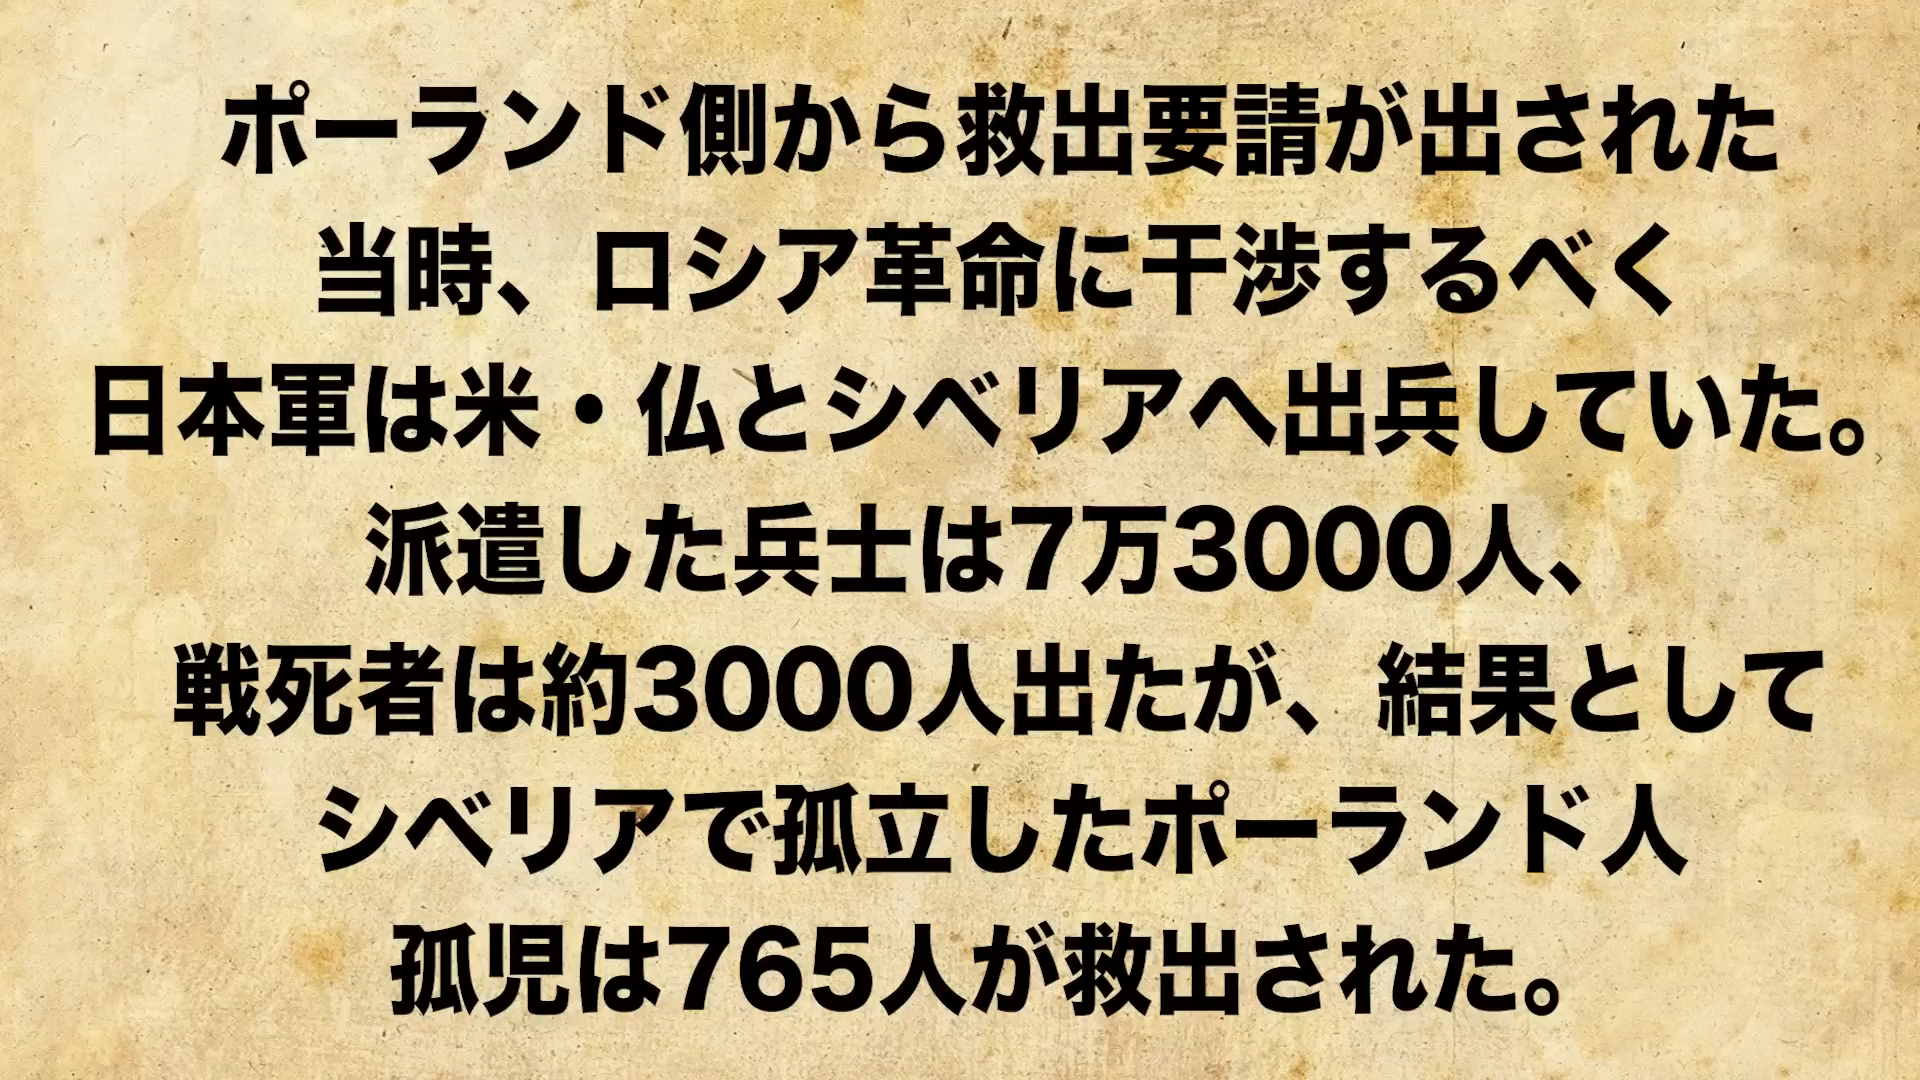 ポーランド側から救出要請が出された
当時、ロシア革命に干渉するべく
日本軍は米・仏とシベリアへ出兵していた。
派遣した兵士は7万3000人、
戦死者は約3000人出たが、結果として
シベリアで孤立したポーランド人
孤児は765人が救出された。